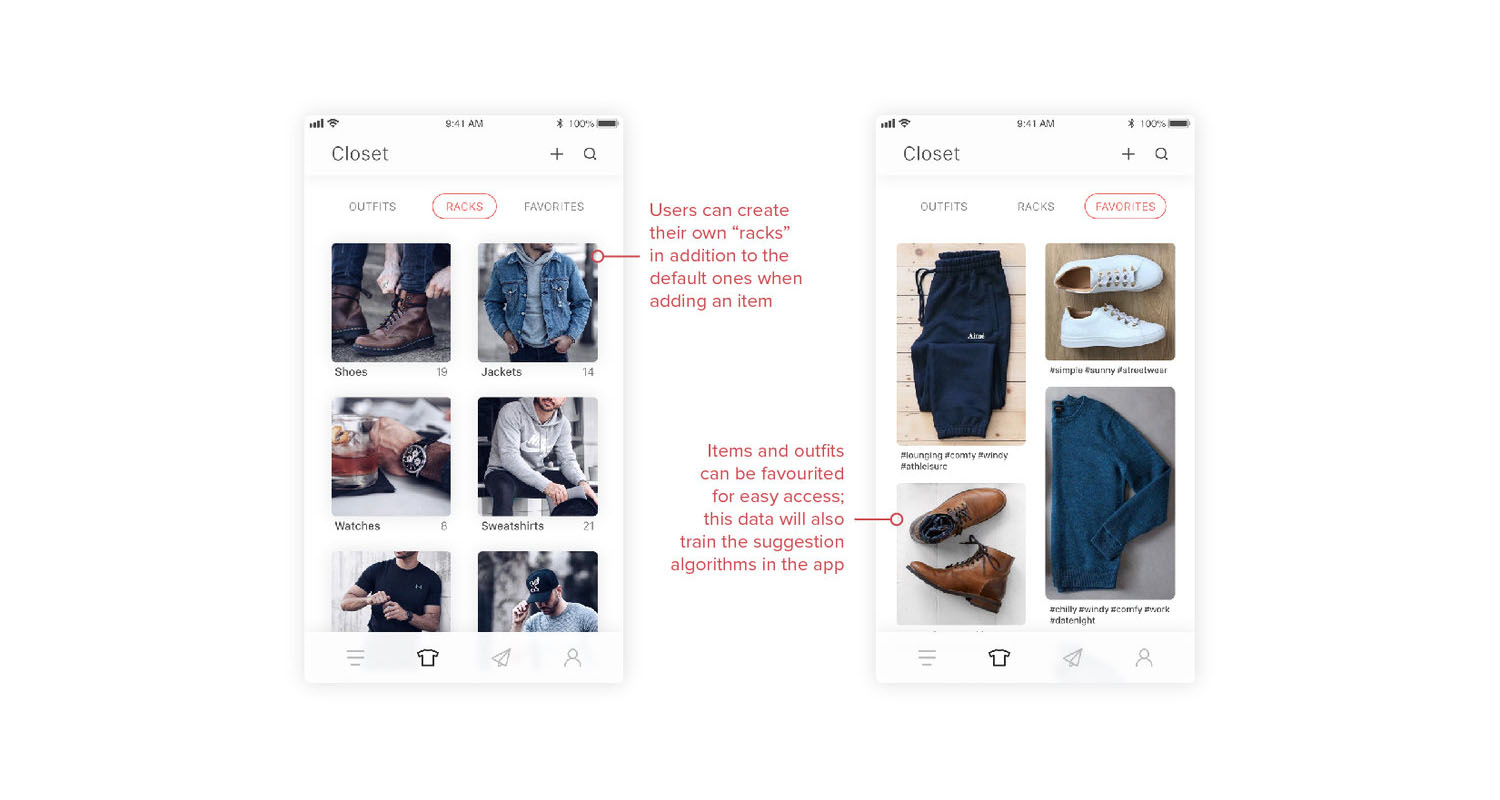 9:41 AM
100%
Closet
OUTFITS
RACKS
FAVORITES
Shoes
19
Jackets
14
Watches
8
Sweatshirts
21
Users can create
their own “racks”
in addition to the
default ones when
adding an item
Items and outfits
can be favourited
for easy access;
this data will also
train the suggestion
algorithms in the app
9:41 AM
100%
Closet
OUTFITS
RACKS
FAVORITES
#simple #sunny #streetwear
#lounging #comfy #windy
#athleisure
#chilly #windy #comfy #work
#datenight